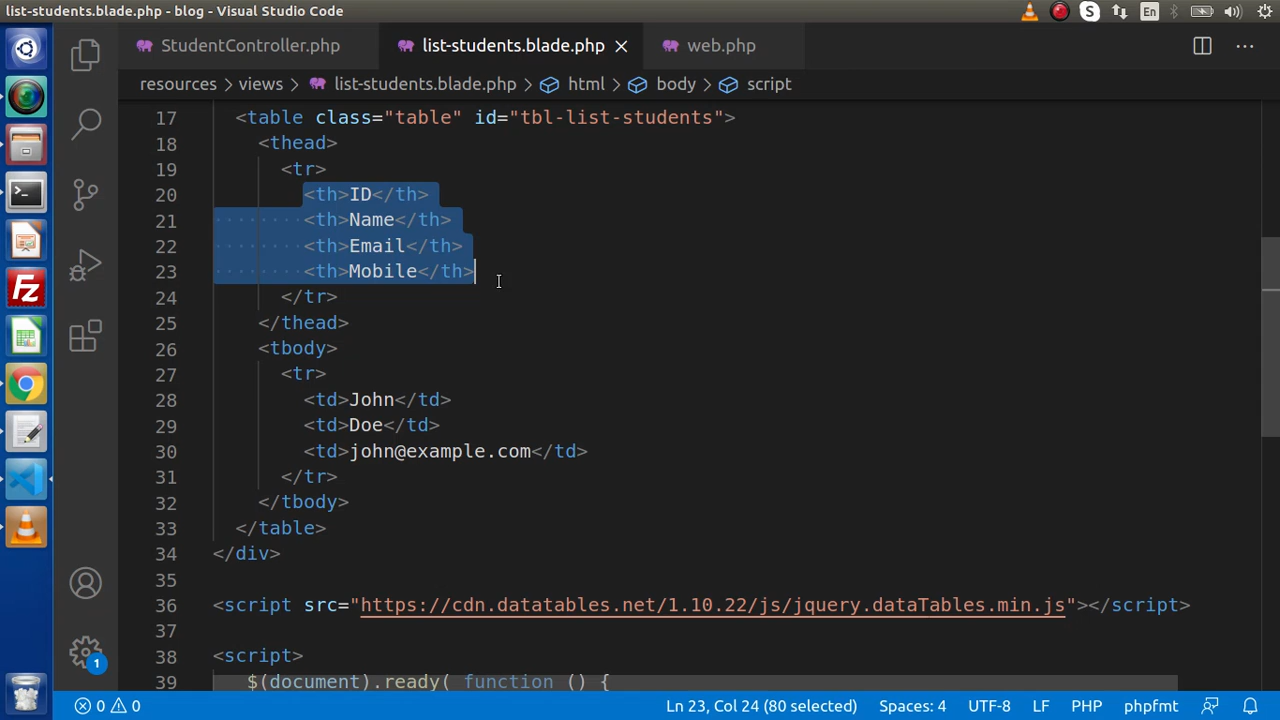 list-students.blade.php - blog - Visual Studio Code
S En
StudentController.php list-students.blade.php web.php
resources > views > list-students.blade.php > html > body > script
17 <table class="table" id="tbl-list-students">
18 <thead>
19 <tr>
20 <th>ID</th>
21 <th>Name</th>
22 <th>Email</th>
23 <th>Mobile</th>
24 </tr>
25 </thead>
26 <tbody>
27 <tr>
28 <td>John</td>
29 <td>Doe</td>
30 <td>john@example.com</td>
31 </tr>
32 </tbody>
33 </table>
34 </div>
35
36 <script src="https://cdn.datatables.net/1.10.22/js/jquery.dataTables.min.js"></script>
37
38 <script>
39 $(document).ready( function () {
Fz
1
0 0 Ln 23, Col 24 (80 selected) Spaces: 4 UTF-8 LF PHP phpfmt